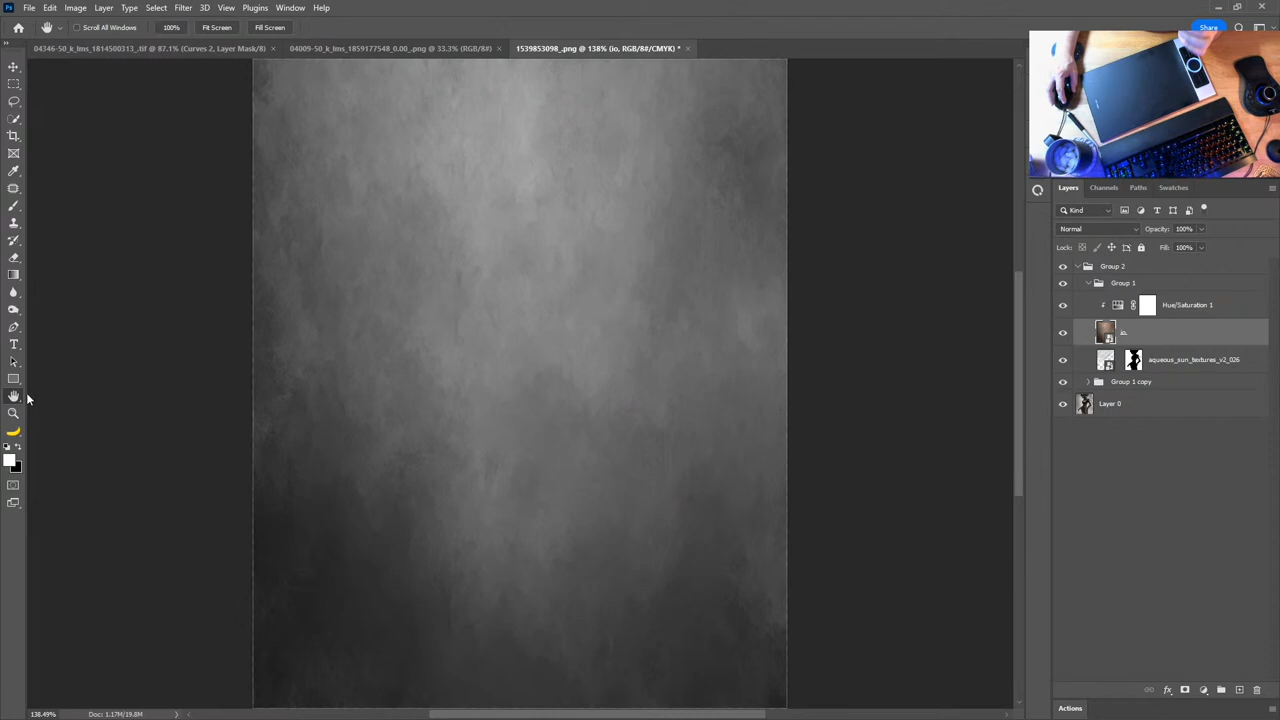 Ps File Edit Image Layer Type Select Filter 3D View Plugins Window Help
Scroll All Windows 100% Fit Screen Fill Screen Share
04346-50_k_lms_1814500313_.tif @ 87.1% (Curves 2, Layer Mask/8) × 04009-50_k_lms_1859177548_0.00_.png @ 33.3% (RGB/8#) × 1539853098_.png @ 138% (io, RGB/8#/CMYK) * ×
Layers Channels Paths Swatches
Kind
Normal Opacity: 100%
Lock: Fill: 100%
Group 2
Group 1
Hue/Saturation 1
aqueous_sun_textures_v2_026
Group 1 copy
Layer 0
Actions
138.49% Doc: 1.17M/19.8M